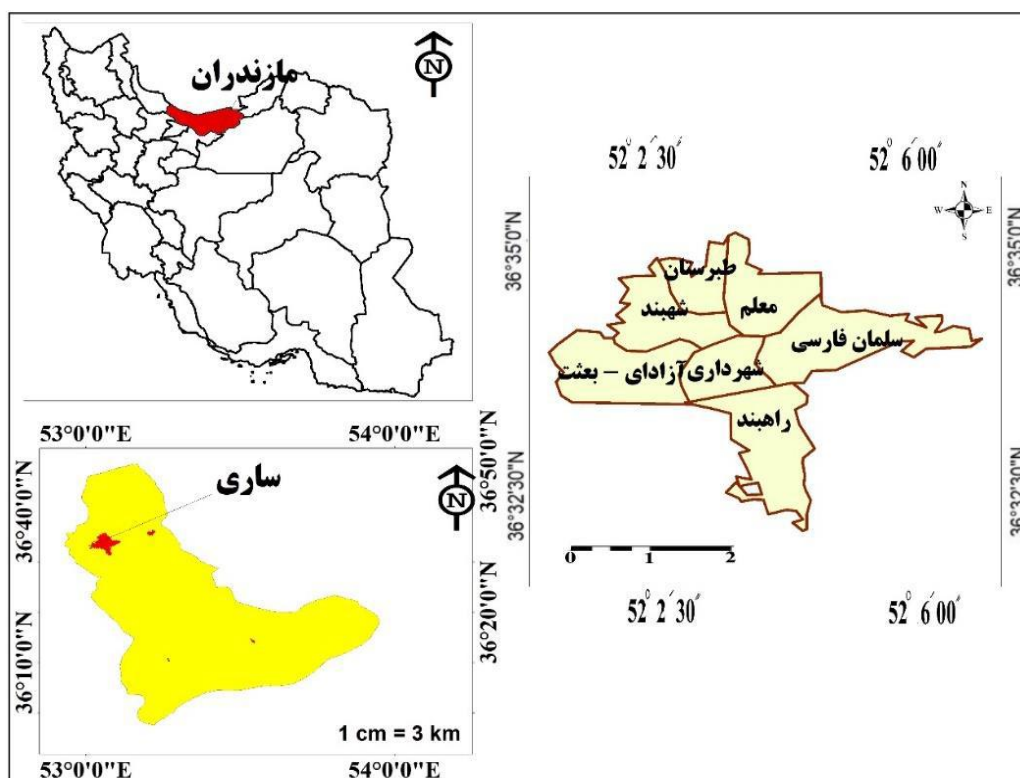 مازندران
N
53°0'0"E
54°0'0"E
36°50'0"N
36°40'0"N
36°20'0"N
36°10'0"N
ساری
N
1 cm = 3 km
53°0'0"E
54°0'0"E
52° 2′ 30″
52° 6′ 00″
36°35'0"N
36°35'0"N
N
W
E
S
طبرستان
شهبند
معلم
سلمان فارسی
آزادای - بعثت
شهرداری
راهبند
36°32'30"N
36°32'30"N
0 1 2
52° 2′ 30″
52° 6′ 00″